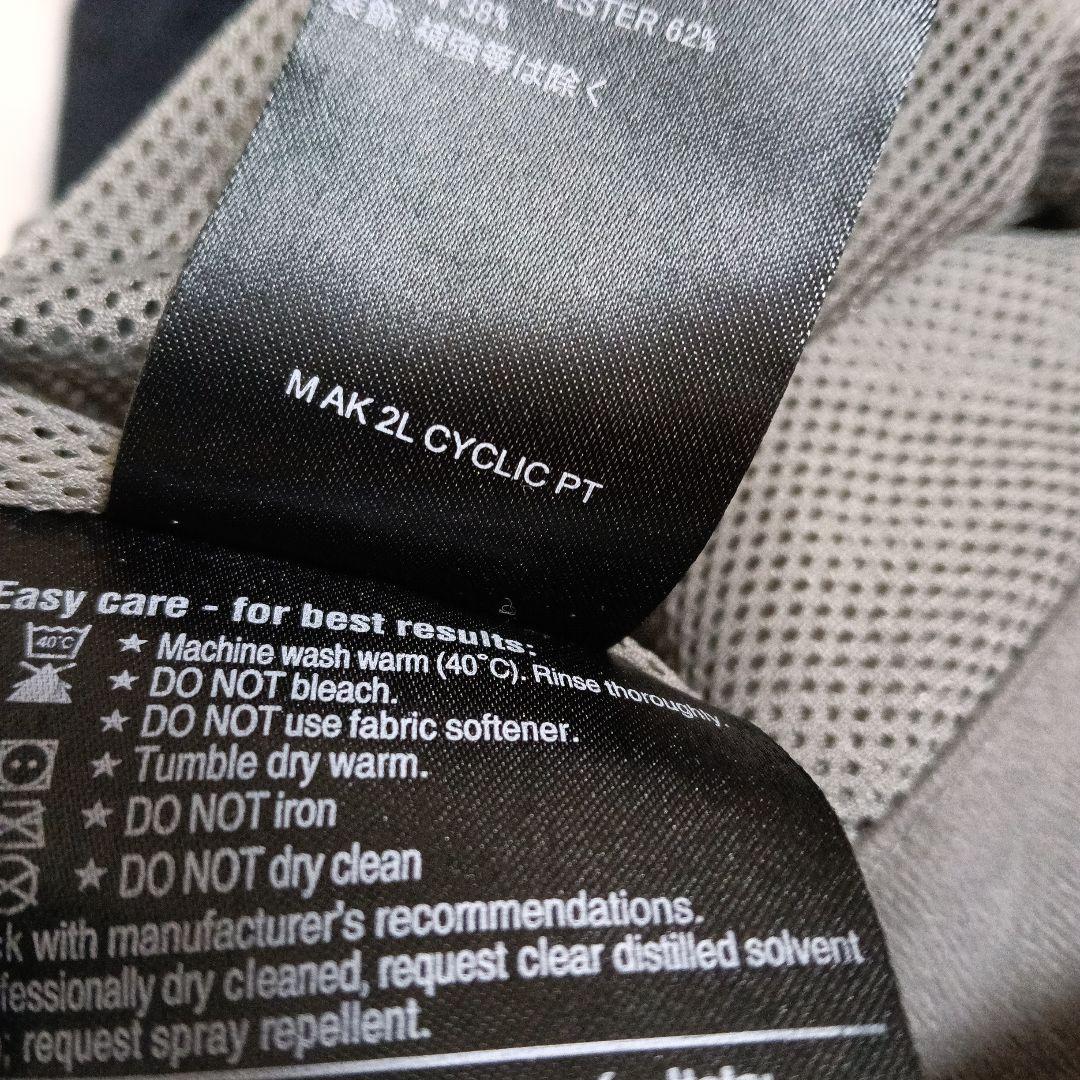 ESTER 62%
38%
補強等は除く
M AK 2L CYCLIC PT
Easy care - for best results:
40°C ★ Machine wash warm (40°C). Rinse thoroughly.
★ DO NOT bleach.
★ DO NOT use fabric softener.
★ Tumble dry warm.
★ DO NOT iron
★ DO NOT dry clean
ck with manufacturer's recommendations.
fessionally dry cleaned, request clear distilled solvent
request spray repellent.